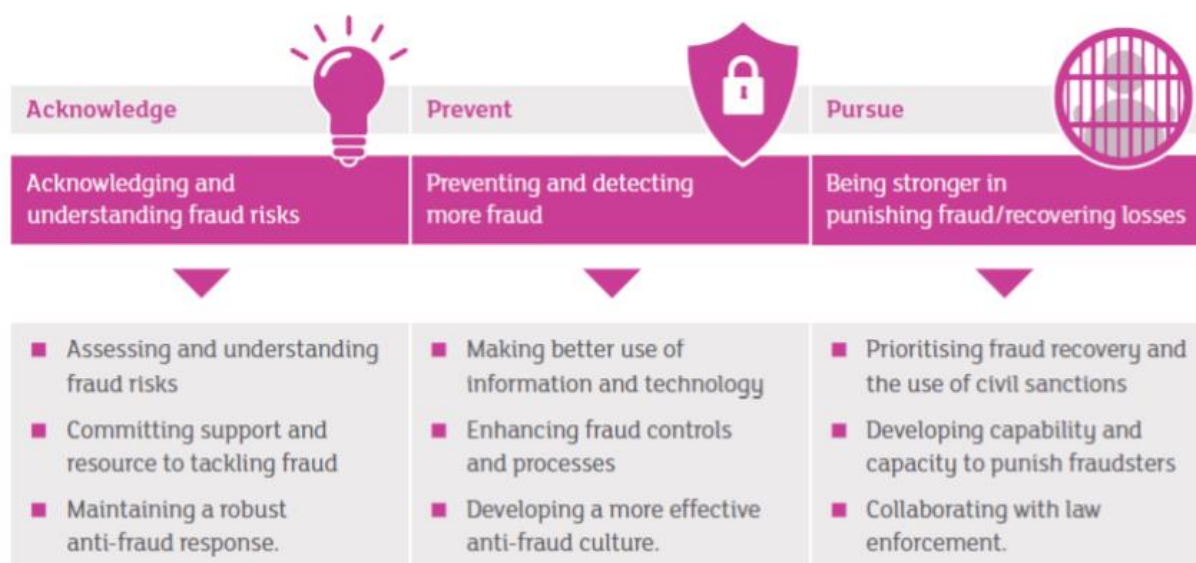 Acknowledge
Prevent
Pursue
Acknowledging and
understanding fraud risks
Preventing and detecting
more fraud
Being stronger in
punishing fraud/recovering losses
■ Assessing and understanding
fraud risks
■ Committing support and
resource to tackling fraud
■ Maintaining a robust
anti-fraud response.
■ Making better use of
information and technology
■ Enhancing fraud controls
and processes
■ Developing a more effective
anti-fraud culture.
■ Prioritising fraud recovery and
the use of civil sanctions
■ Developing capability and
capacity to punish fraudsters
■ Collaborating with law
enforcement.